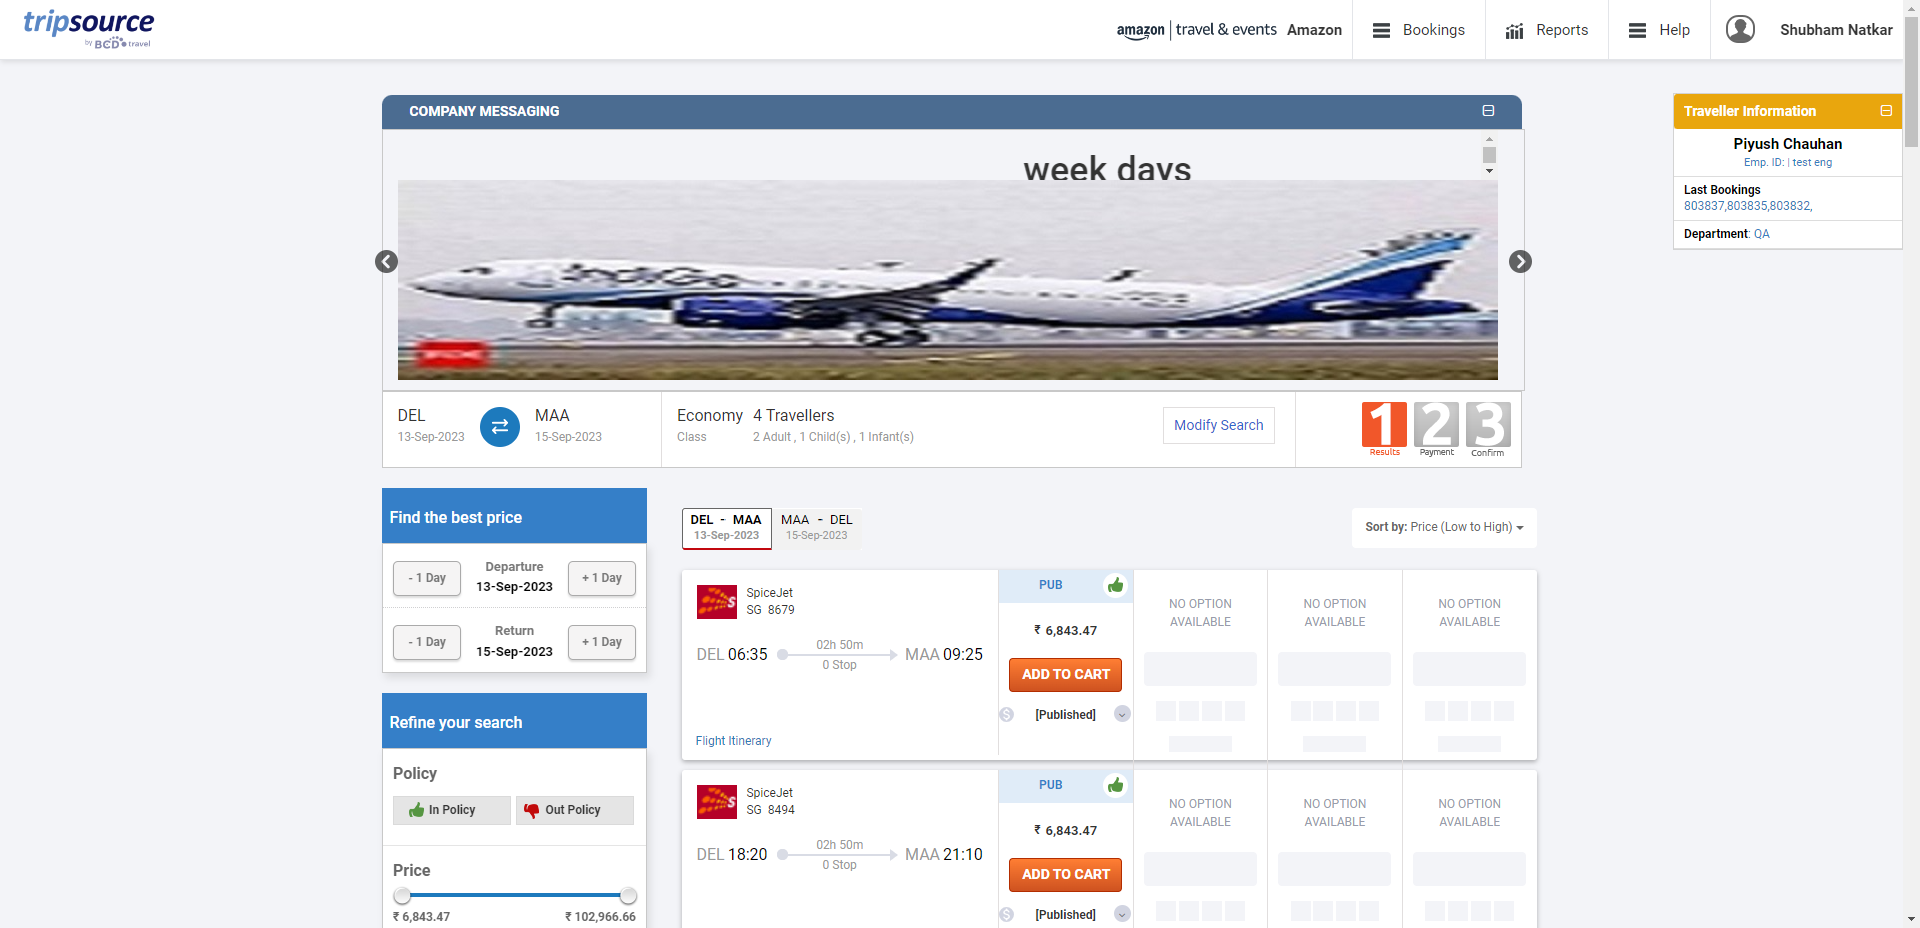 tripsource
by BCD travel
amazon | travel & events Amazon
Bookings
Reports
Help
Shubham Natkar
COMPANY MESSAGING
week days
IndiGo
Traveller Information
Piyush Chauhan
Emp. ID: | test eng
Last Bookings
803837,803835,803832,
Department: QA
DEL
13-Sep-2023
MAA
15-Sep-2023
Economy 4 Travellers
Class 2 Adult , 1 Child(s) , 1 Infant(s)
Modify Search
1 2 3
Results Payment Confirm
Find the best price
- 1 Day
Departure
13-Sep-2023
+ 1 Day
- 1 Day
Return
15-Sep-2023
+ 1 Day
Refine your search
Policy
In Policy
Out Policy
Price
₹ 6,843.47 ₹ 102,966.66
DEL - MAA
13-Sep-2023
MAA - DEL
15-Sep-2023
Sort by: Price (Low to High)
SpiceJet
SG 8679
DEL 06:35
02h 50m
0 Stop
MAA 09:25
Flight Itinerary
PUB
₹ 6,843.47
ADD TO CART
S [Published]
NO OPTION
AVAILABLE
NO OPTION
AVAILABLE
NO OPTION
AVAILABLE
SpiceJet
SG 8494
DEL 18:20
02h 50m
0 Stop
MAA 21:10
PUB
₹ 6,843.47
ADD TO CART
S [Published]
NO OPTION
AVAILABLE
NO OPTION
AVAILABLE
NO OPTION
AVAILABLE